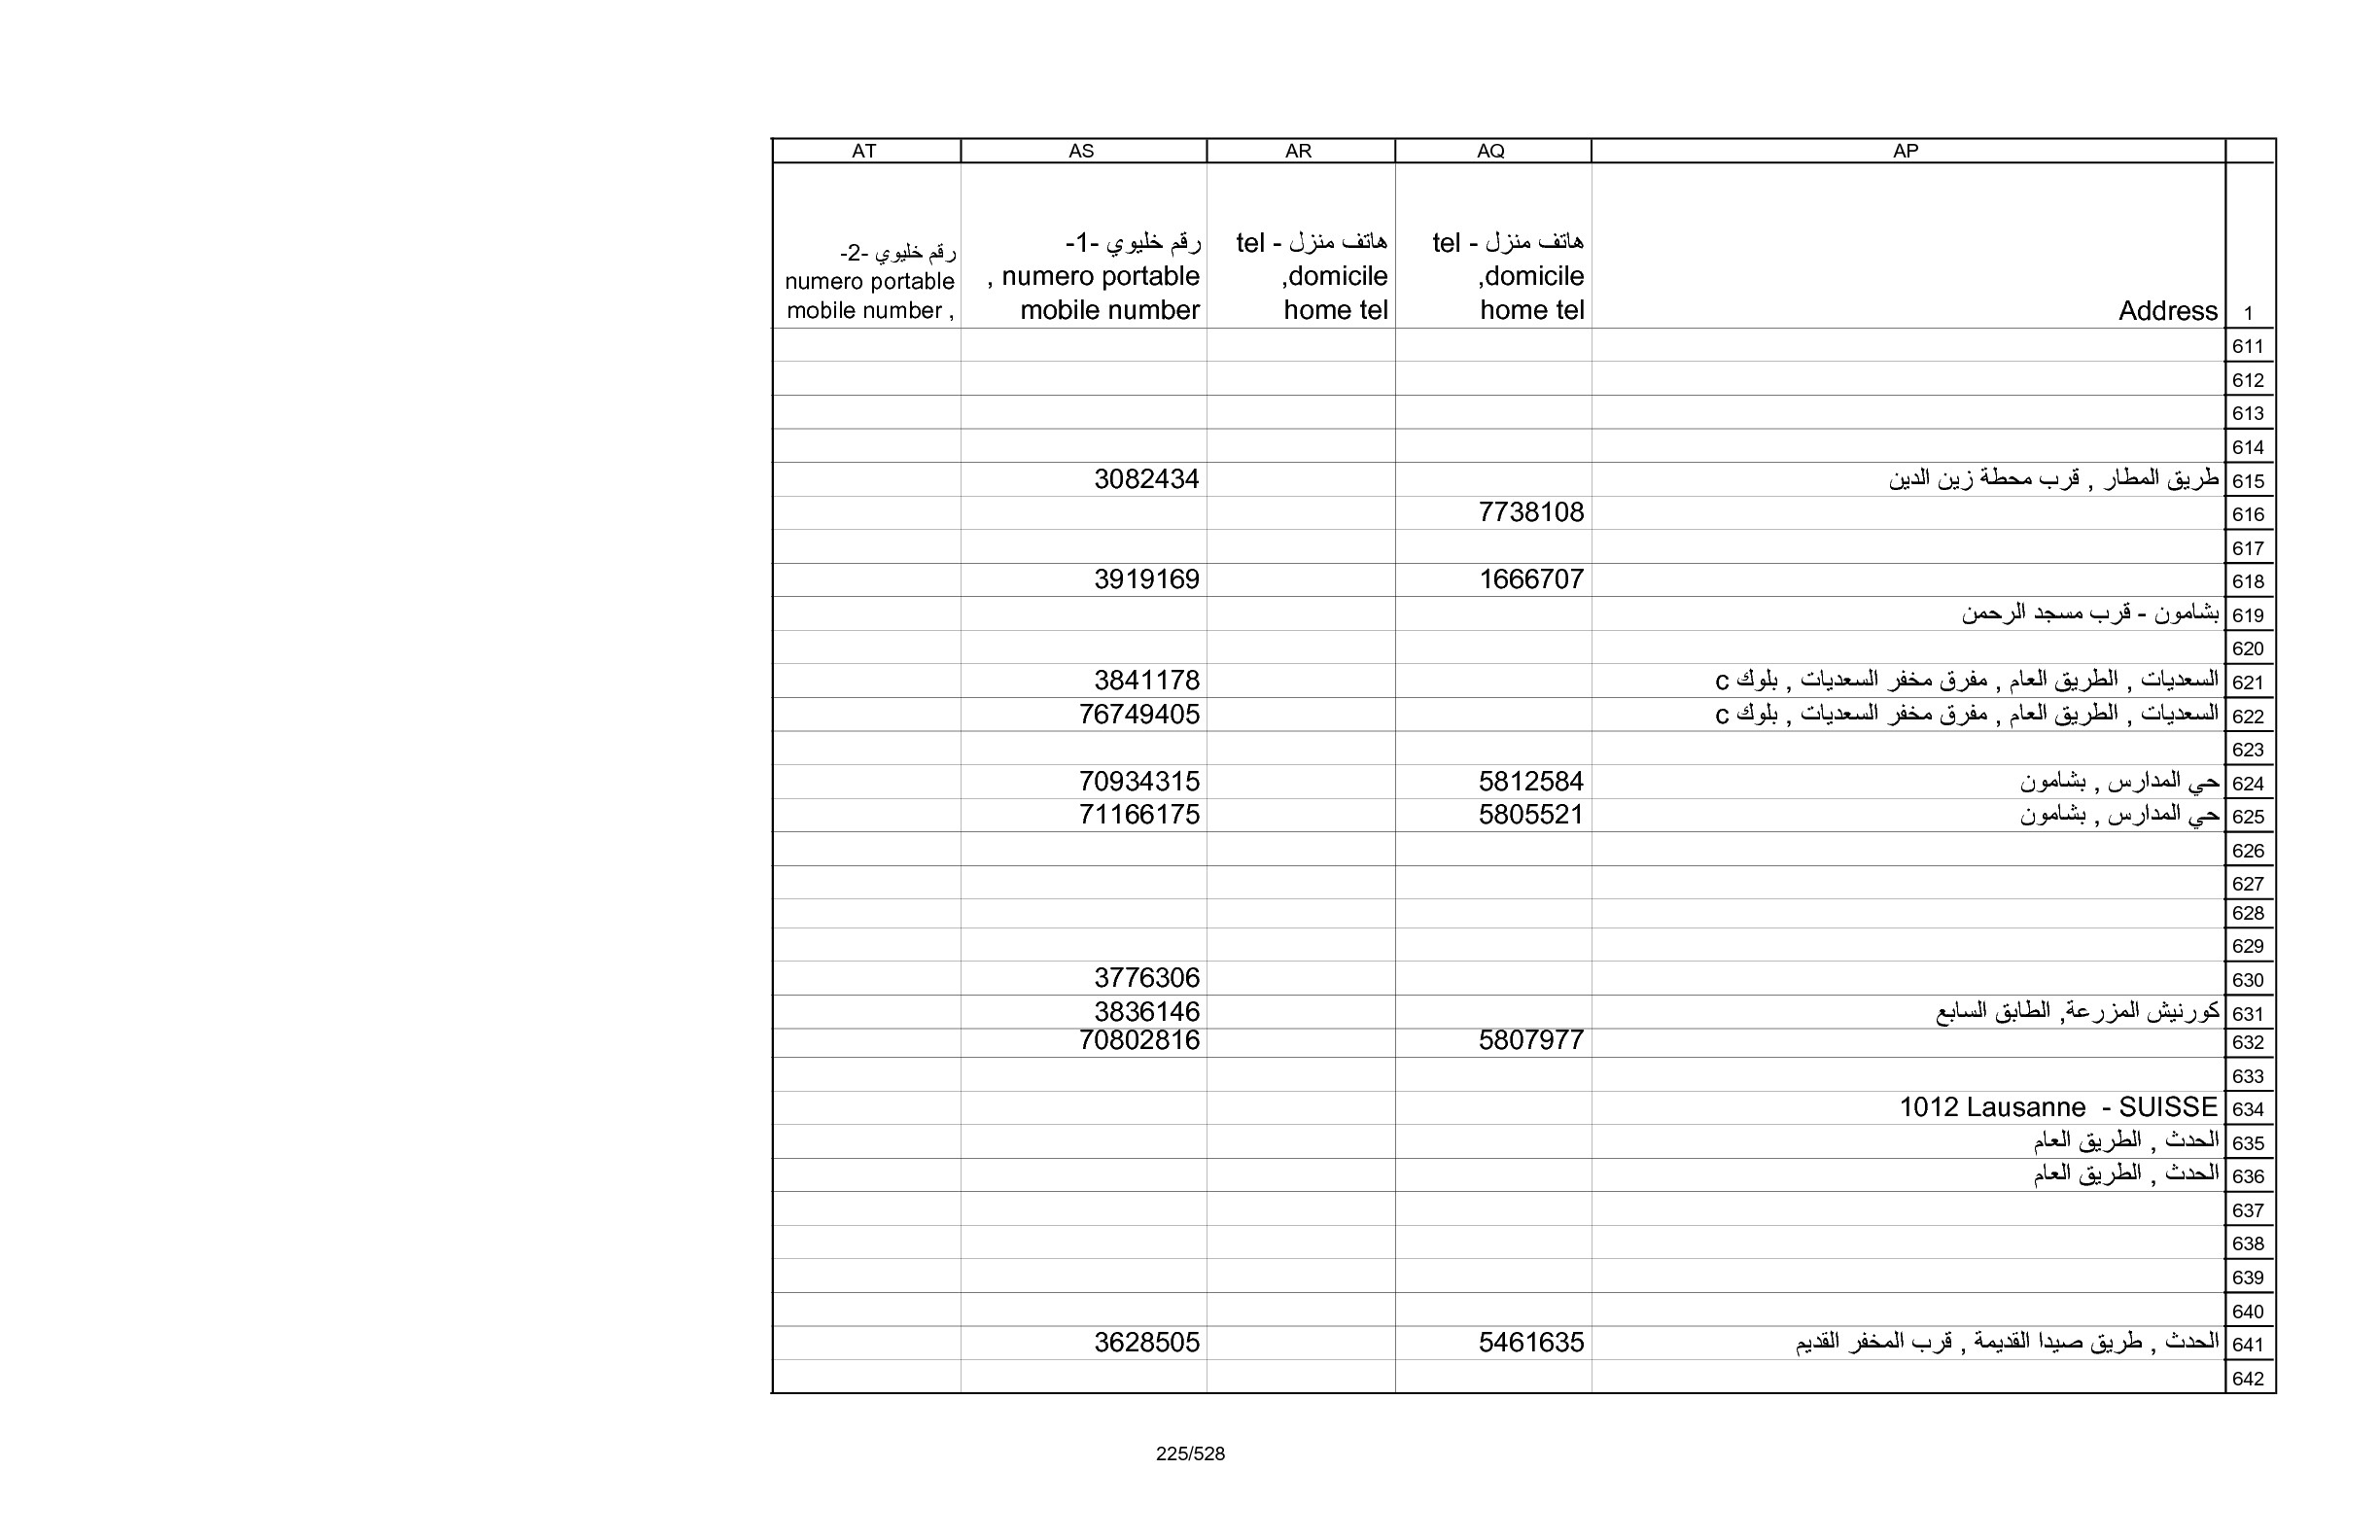 AP AQ AR AS AT
1 Address هاتف منزل - tel domicile, home tel هاتف منزل - tel domicile, home tel رقم خليوي -1- numero portable , mobile number رقم خليوي -2- numero portable mobile number ,
611
612
613
614
615 طريق المطار , قرب محطة زين الدين 3082434
616 7738108
617
618 1666707 3919169
619 بشامون - قرب مسجد الرحمن
620
621 السعديات , الطريق العام , مفرق مخفر السعديات , بلوك c 3841178
622 السعديات , الطريق العام , مفرق مخفر السعديات , بلوك c 76749405
623
624 حي المدارس , بشامون 5812584 70934315
625 حي المدارس , بشامون 5805521 71166175
626
627
628
629
630 3776306
631 كورنيش المزرعة, الطابق السابع 3836146
632 5807977 70802816
633
634 1012 Lausanne - SUISSE
635 الحدث , الطريق العام
636 الحدث , الطريق العام
637
638
639
640
641 الحدث , طريق صيدا القديمة , قرب المخفر القديم 5461635 3628505
642
225/528